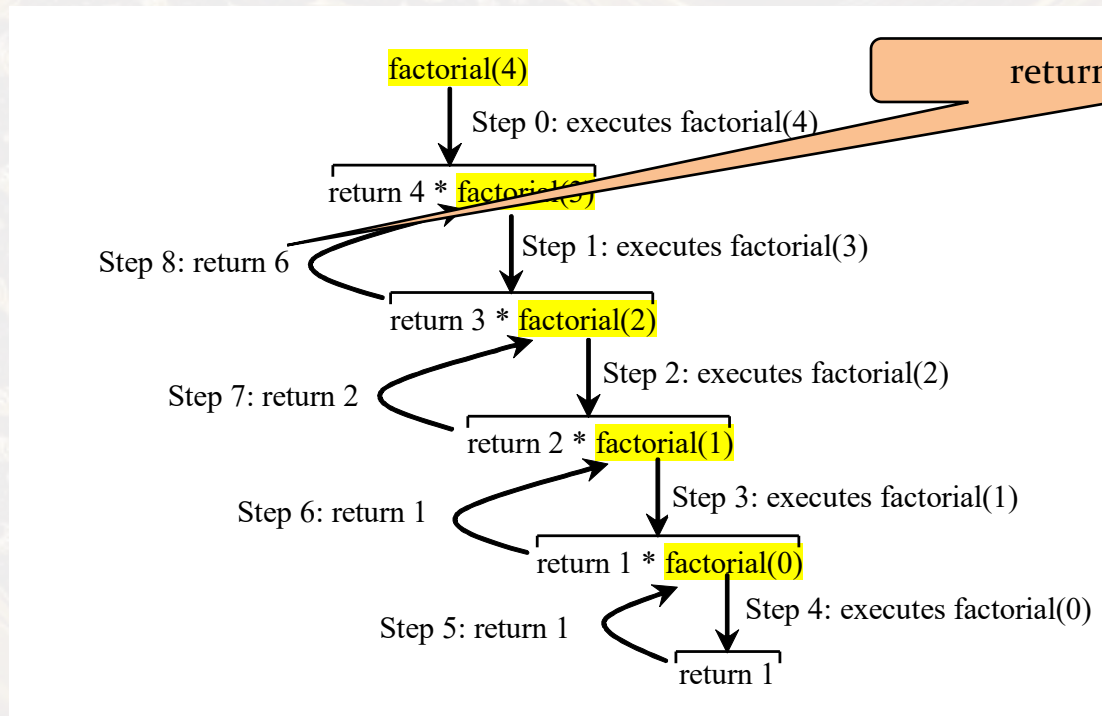 factorial(4)
return
Step 0: executes factorial(4)
return 4 * factorial(3)
Step 1: executes factorial(3)
Step 8: return 6
return 3 * factorial(2)
Step 2: executes factorial(2)
Step 7: return 2
return 2 * factorial(1)
Step 3: executes factorial(1)
Step 6: return 1
return 1 * factorial(0)
Step 4: executes factorial(0)
Step 5: return 1
return 1